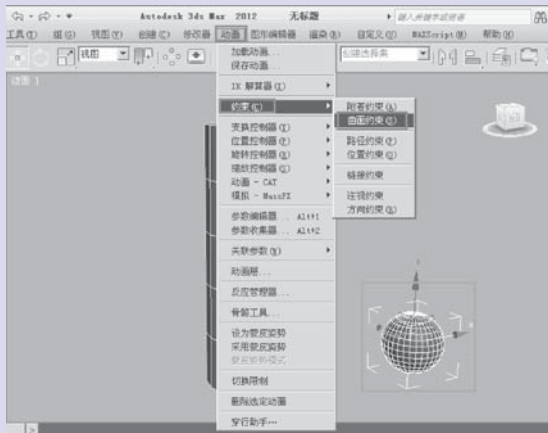 Autodesk 3ds Max 2012 无标题 键入关键字或短语
工具(T) 组(G) 视图(V) 创建(C) 修改器 动画 图形编辑器 渲染(R) 自定义(U) MAXScript(M) 帮助(H)
视图
创建选择集
加载动画...
保存动画...
IK 解算器(I)
约束(C)
变换控制器(T)
位置控制器(P)
旋转控制器(R)
缩放控制器(S)
动画 - CAT
模拟 - MassFX
参数编辑器... Alt+1
参数收集器... Alt+2
关联参数(W)
动画层...
反应管理器...
骨骼工具...
设为蒙皮姿势
采用蒙皮姿势
蒙皮姿势模式
切换限制
删除选定动画
穿行助手...
附着约束(A)
曲面约束(S)
路径约束(P)
位置约束(O)
链接约束
注视约束
方向约束(R)